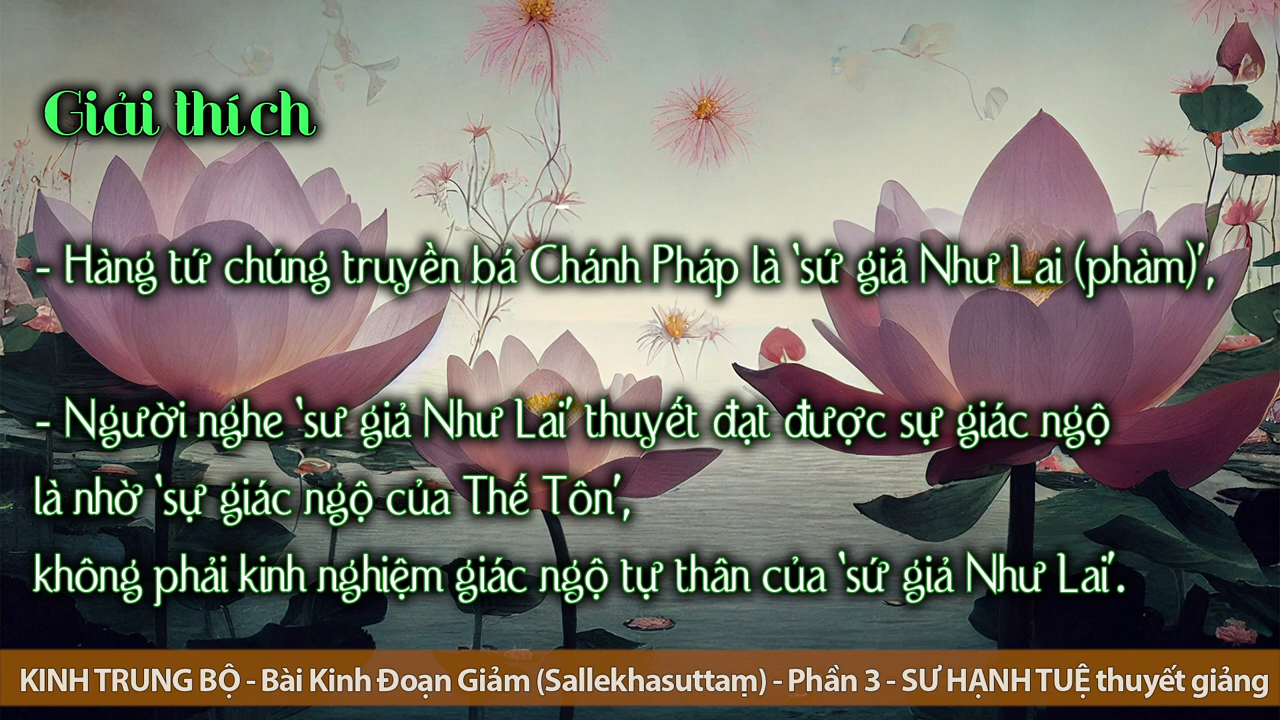 Giải thích
- Hàng tứ chúng truyền bá Chánh Pháp là ‘sứ giả Như Lai (phàm)’,
- Người nghe ‘sư giả Như Lai’ thuyết đạt được sự giác ngộ
là nhờ ‘sự giác ngộ của Thế Tôn’,
không phải kinh nghiệm giác ngộ tự thân của ‘sứ giả Như Lai’.
KINH TRUNG BỘ - Bài Kinh Đoạn Giảm (Sallekhasuttaṃ) - Phần 3 - SƯ HẠNH TUỆ thuyết giảng